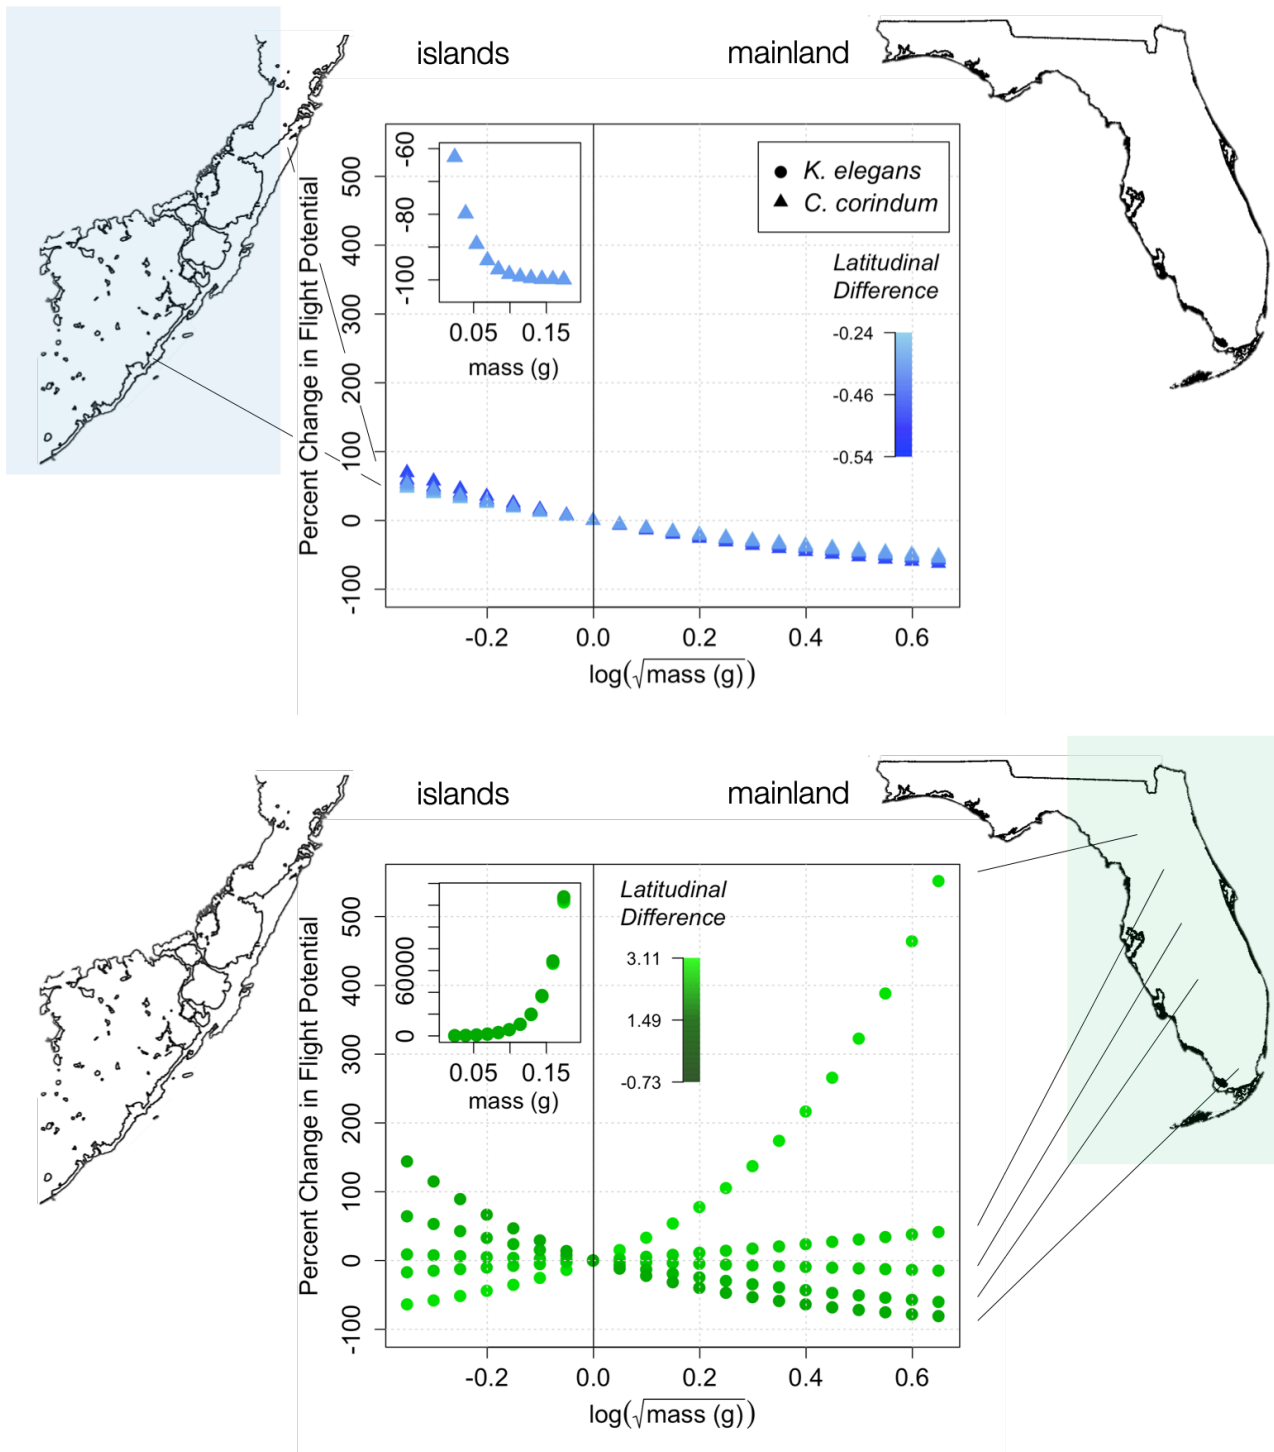 islands
mainland
Percent Change in Flight Potential
500
400
300
200
100
0
-100
-60
-80
-100
0.05
0.15
mass (g)
K. elegans
C. corindum
Latitudinal
Difference
-0.24
-0.46
-0.54
-0.2
0.0
0.2
0.4
0.6
log(√mass (g))
islands
mainland
Percent Change in Flight Potential
500
400
300
200
100
0
-100
60000
0
0.05
0.15
mass (g)
Latitudinal
Difference
3.11
1.49
-0.73
-0.2
0.0
0.2
0.4
0.6
log(√mass (g))